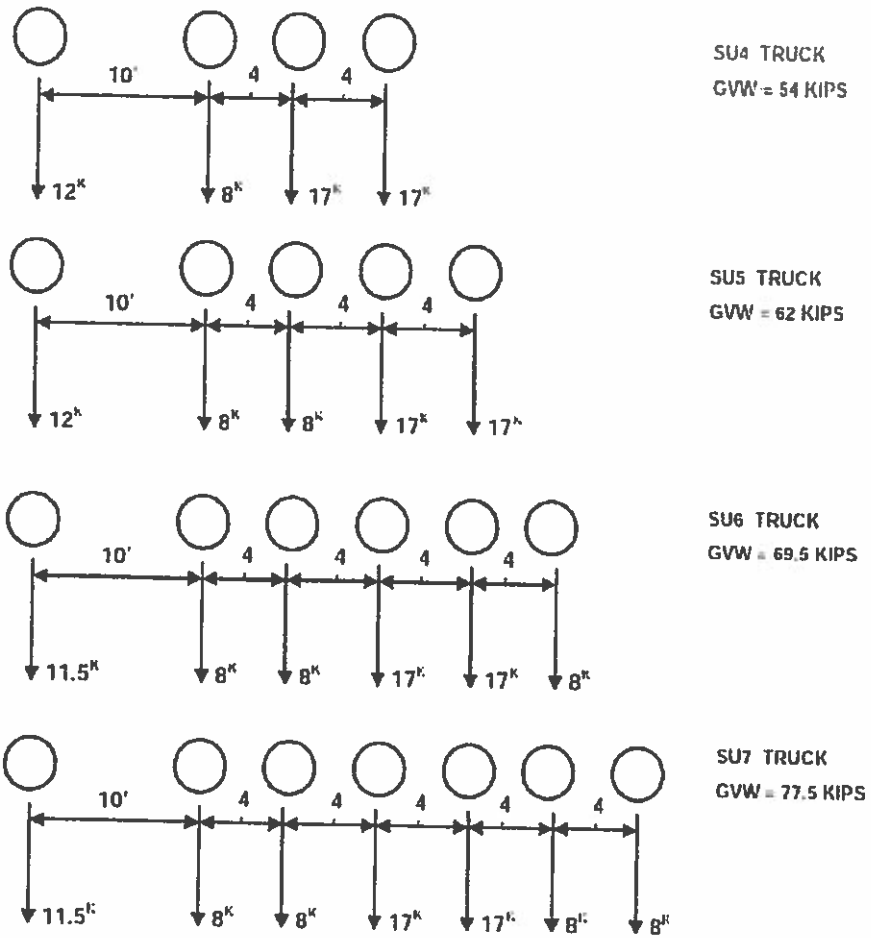 SU4 TRUCK
10' 4' 4'
GVW = 54 KIPS
12ᴷ 8ᴷ 17ᴷ 17ᴷ
SU5 TRUCK
10' 4' 4' 4'
GVW = 62 KIPS
12ᴷ 8ᴷ 8ᴷ 17ᴷ 17ᴷ
SU6 TRUCK
10' 4' 4' 4' 4'
GVW = 69.5 KIPS
11.5ᴷ 8ᴷ 8ᴷ 17ᴷ 17ᴷ 8ᴷ
SU7 TRUCK
10' 4' 4' 4' 4' 4'
GVW = 77.5 KIPS
11.5ᴷ 8ᴷ 8ᴷ 17ᴷ 17ᴷ 8ᴷ 8ᴷ